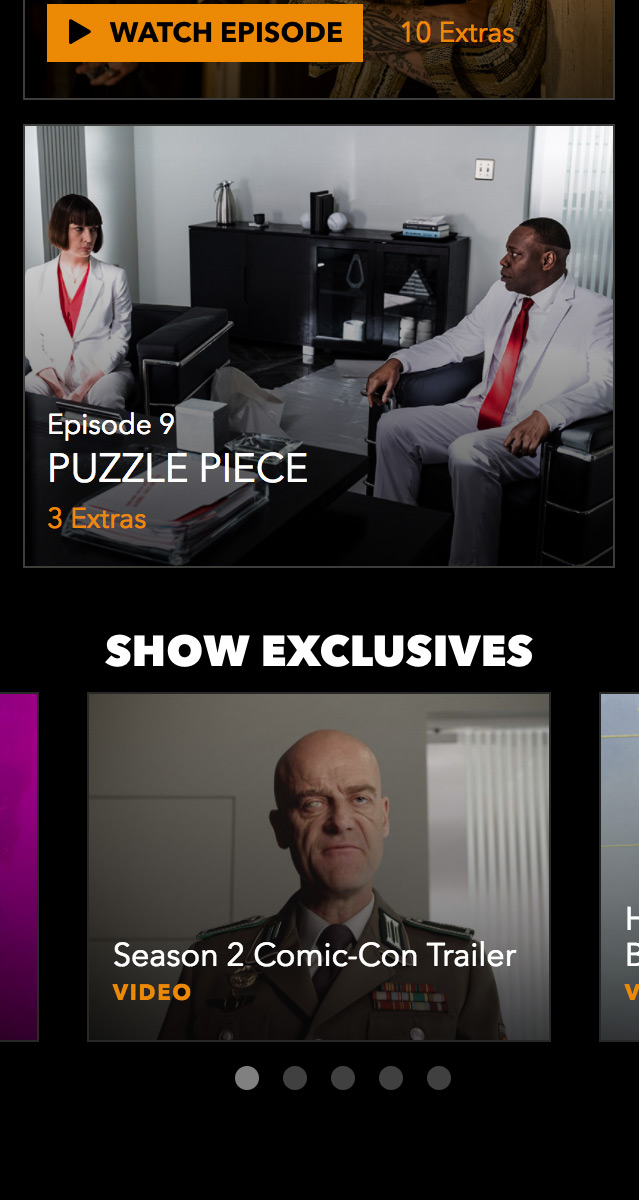 WATCH EPISODE
10 Extras
Episode 9
PUZZLE PIECE
3 Extras
SHOW EXCLUSIVES
Season 2 Comic-Con Trailer
VIDEO
H
B
V